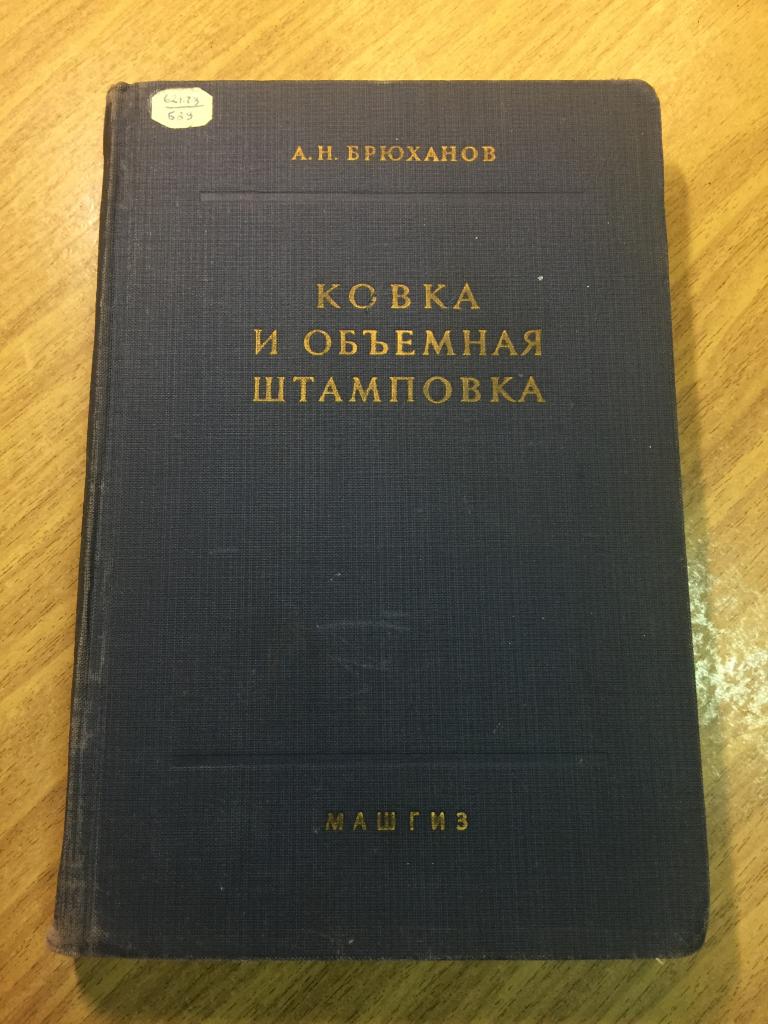 А. Н. БРЮХАНОВ
КОВКА
И ОБЪЕМНАЯ
ШТАМПОВКА
МАШГИЗ